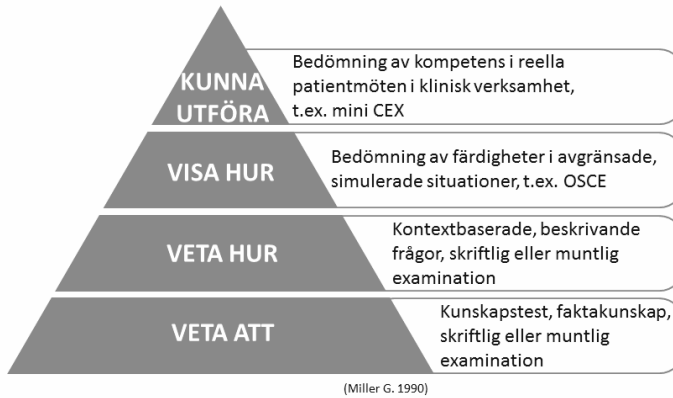 KUNNA
UTFÖRA
Bedömning av kompetens i reella
patientmöten i klinisk verksamhet,
t.ex. mini CEX
VISA HUR
Bedömning av färdigheter i avgränsade,
simulerade situationer, t.ex. OSCE
VETA HUR
Kontextbaserade, beskrivande
frågor, skriftlig eller muntlig
examination
VETA ATT
Kunskapstest, faktakunskap,
skriftlig eller muntlig
examination
(Miller G. 1990)